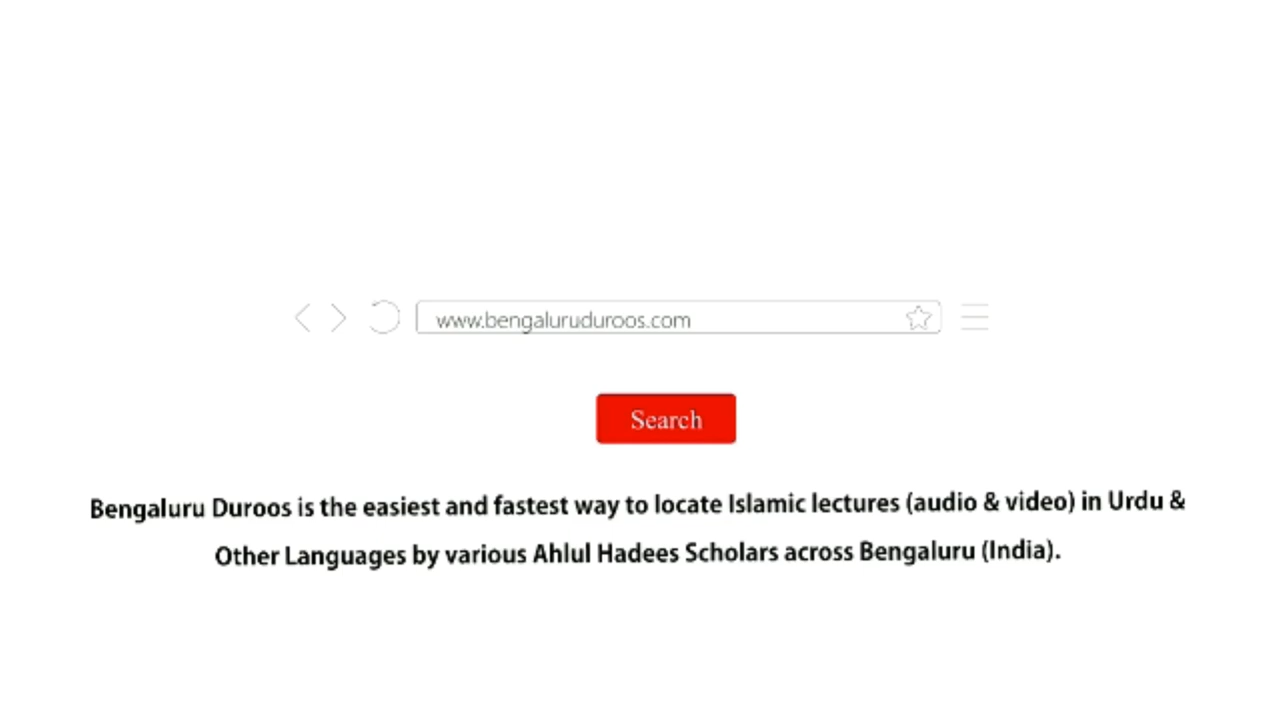 www.bengaluruduroos.com
Search
Bengaluru Duroos is the easiest and fastest way to locate Islamic lectures (audio & video) in Urdu &
Other Languages by various Ahlul Hadees Scholars across Bengaluru (India).